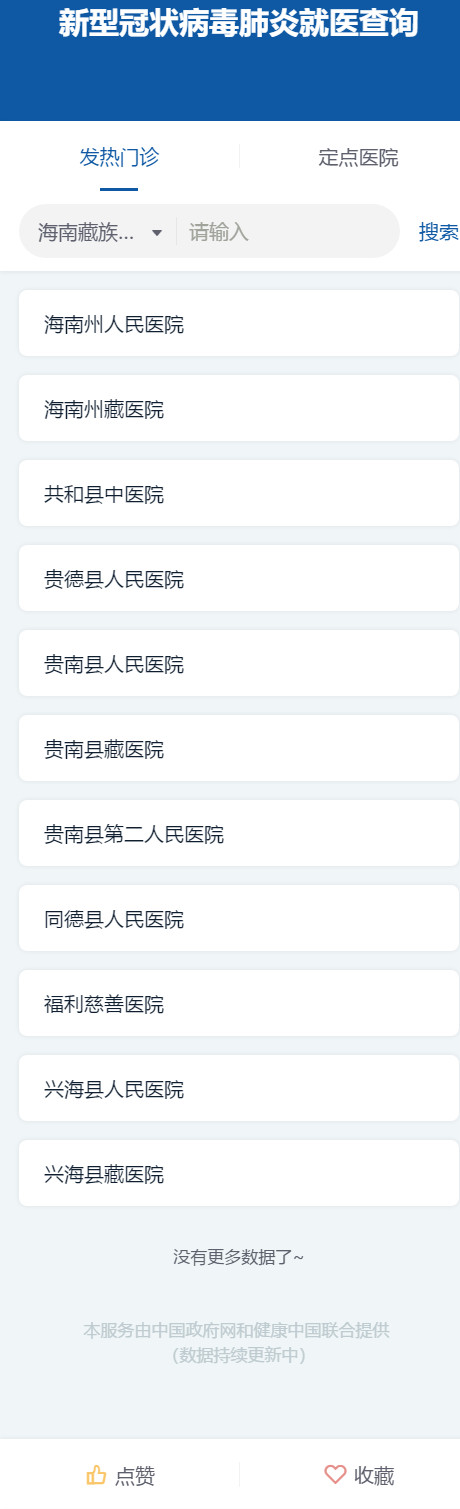 新型冠状病毒肺炎就医查询
发热门诊 定点医院
海南藏族... 请输入 搜索
海南州人民医院
海南州藏医院
共和县中医院
贵德县人民医院
贵南县人民医院
贵南县藏医院
贵南县第二人民医院
同德县人民医院
福利慈善医院
兴海县人民医院
兴海县藏医院
没有更多数据了~
本服务由中国政府网和健康中国联合提供
（数据持续更新中）
点赞 收藏